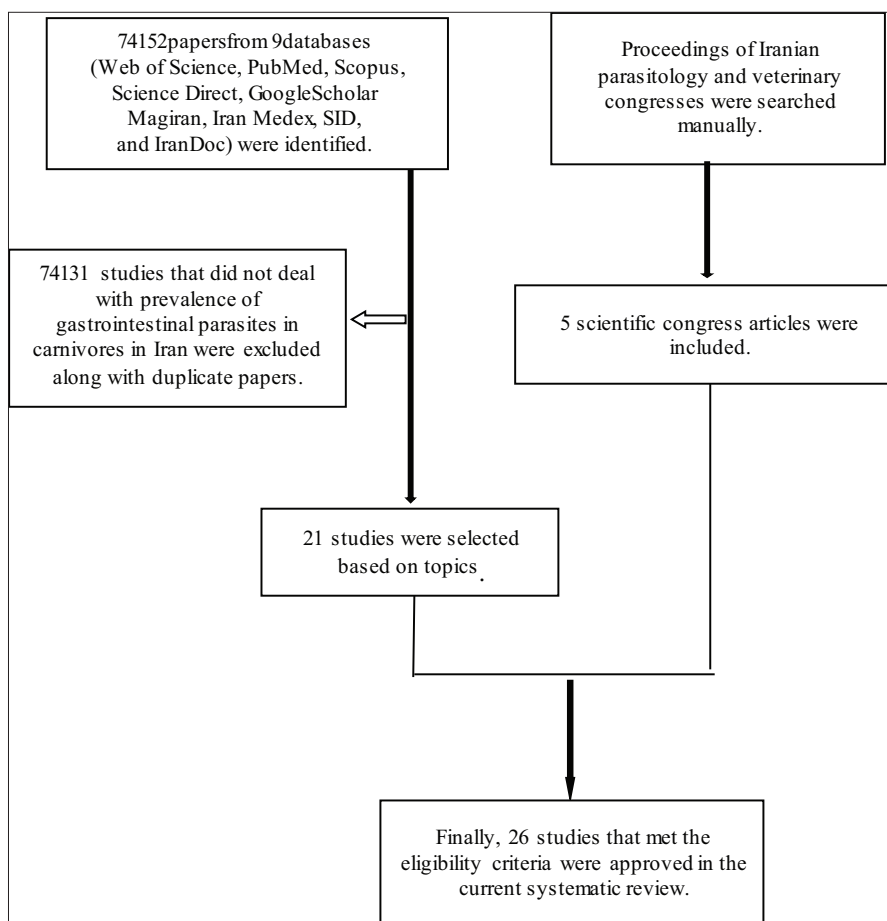 74152papersfrom 9databases
(Web of Science, PubMed, Scopus,
Science Direct, GoogleScholar
Magiran, Iran Medex, SID,
and IranDoc) were identified.
Proceedings of Iranian
parasitology and veterinary
congresses were searched
manually.
74131 studies that did not deal
with prevalence of
gastrointestinal parasites in
carnivores in Iran were excluded
along with duplicate papers.
5 scientific congress articles were
included.
21 studies were selected
based on topics.
Finally, 26 studies that met the
eligibility criteria were approved in the
current systematic review.